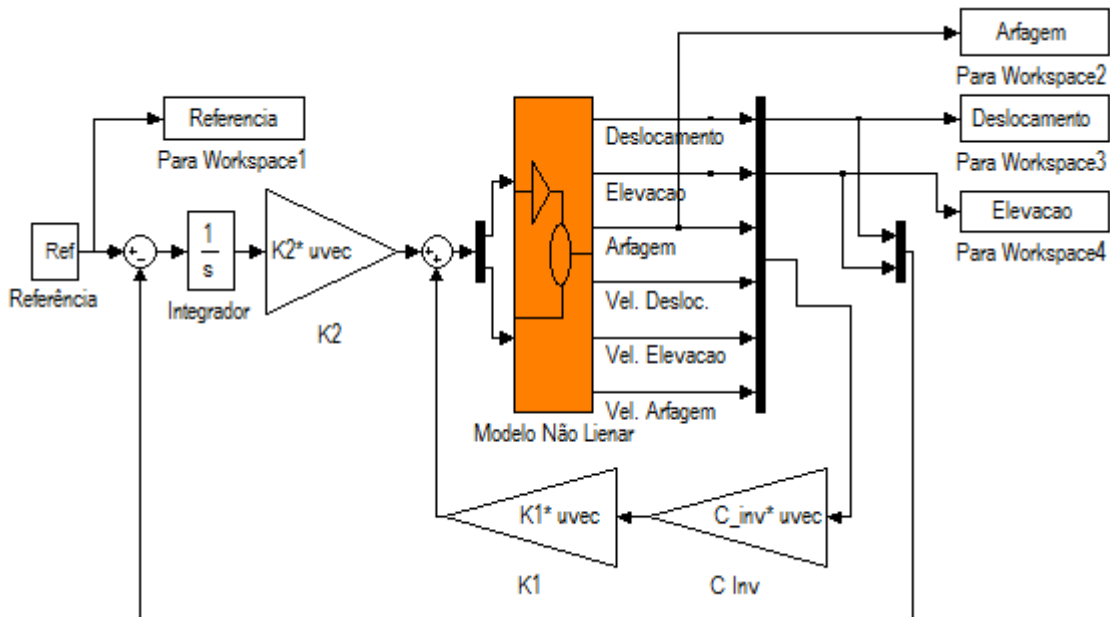 Arfagem
Para Workspace2
Referencia
Para Workspace1
Deslocamento
Deslocamento
Para Workspace3
Elevacao
Elevacao
Para Workspace4
Ref
Referência
1
s
Integrador
K2* uvec
K2
Arfagem
Vel. Desloc.
Vel. Elevacao
Vel. Arfagem
Modelo Não Lienar
K1* uvec
K1
C_inv* uvec
C Inv